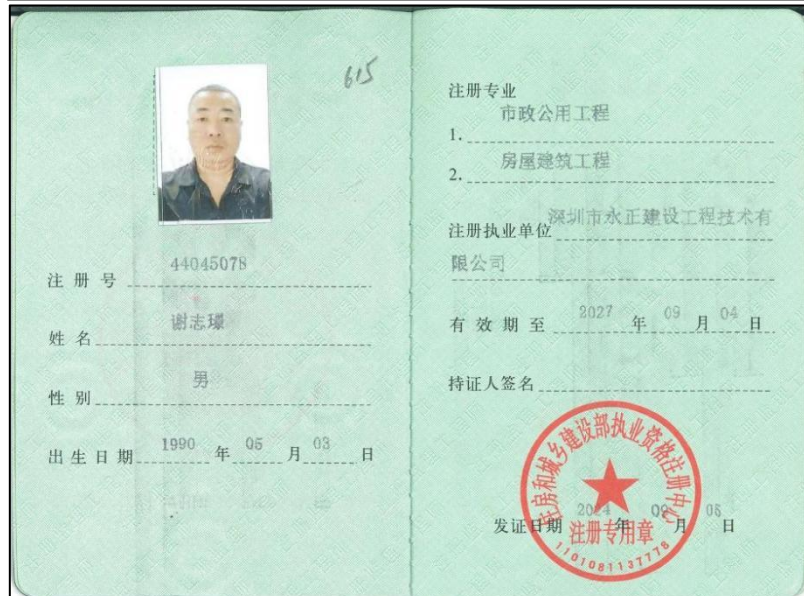 615
注册号 44045078
姓名 谢志璟
性别 男
出生日期 1990 年 05 月 03 日
注册专业
1. 市政公用工程
2. 房屋建筑工程
注册执业单位 深圳市永正建设工程技术有
限公司
有效期至 2027 年 09 月 04 日
持证人签名
住房和城乡建设部执业资格注册中心
发证日期 2024 年 09 月 05 日
注册专用章
1101081137778